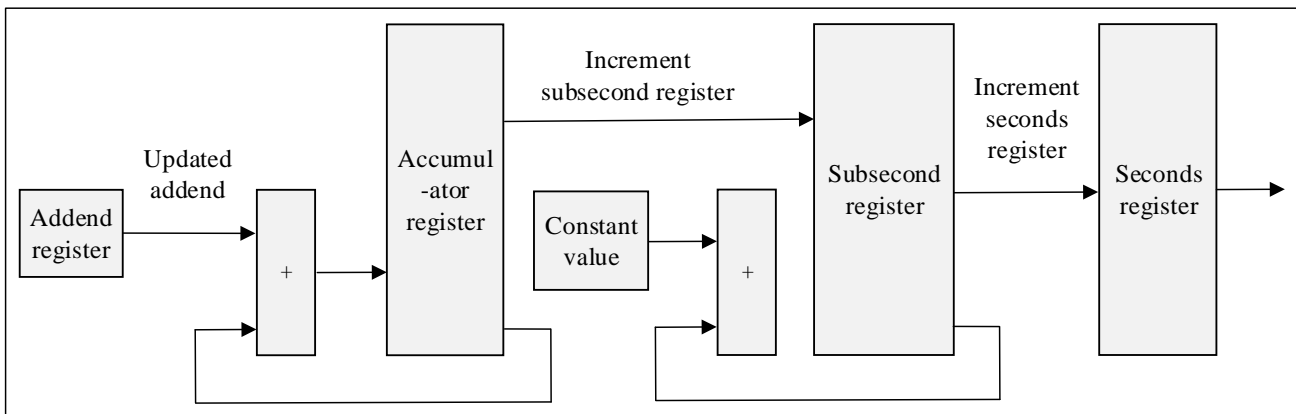 Increment
subsecond register
Increment
seconds
register
Updated
addend
Accumul
-ator
register
Subsecond
register
Seconds
register
Addend
register
Constant
value
+
+